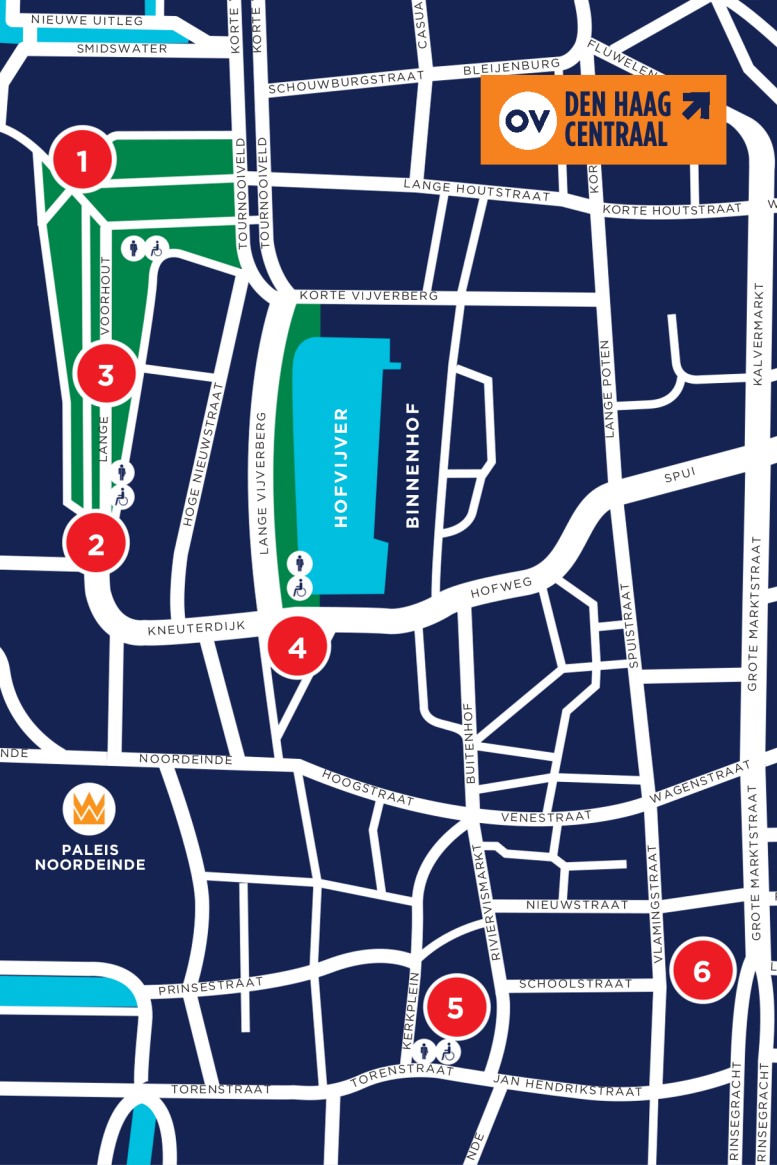 NIEUWE UITLEG
SMIDSWATER
KORTE
KORTE
CASUA
SCHOUWBURGSTRAAT
BLEIJENBURG
FLUWELEN
OV DEN HAAG
CENTRAAL
KOR
1
TOURNOOIVELD
TOURNOOIVELD
LANGE HOUTSTRAAT
KORTE HOUTSTRAAT
W
LANGE VOORHOUT
KORTE VIJVERBERG
KALVERMARKT
3
HOGE NIEUWSTRAAT
LANGE VIJVERBERG
HOFVIJVER
BINNENHOF
LANGE POTEN
SPUI
2
HOFWEG
KNEUTERDIJK
4
SPUISTRAAT
GROTE MARKTSTRAAT
NDE
NOORDEINDE
HOOGSTRAAT
BUITENHOF
VENESTRAAT
WAGENSTRAAT
PALEIS
NOORDEINDE
RIVIERVISMARKT
NIEUWSTRAAT
VLAMINGSTRAAT
GROTE MARKTSTRAAT
PRINSESTRAAT
KERKPLEIN
5
SCHOOLSTRAAT
6
L
TORENSTRAAT
TORENSTRAAT
JAN HENDRIKSTRAAT
NDE
RINSEGRACHT
RINSEGRACHT